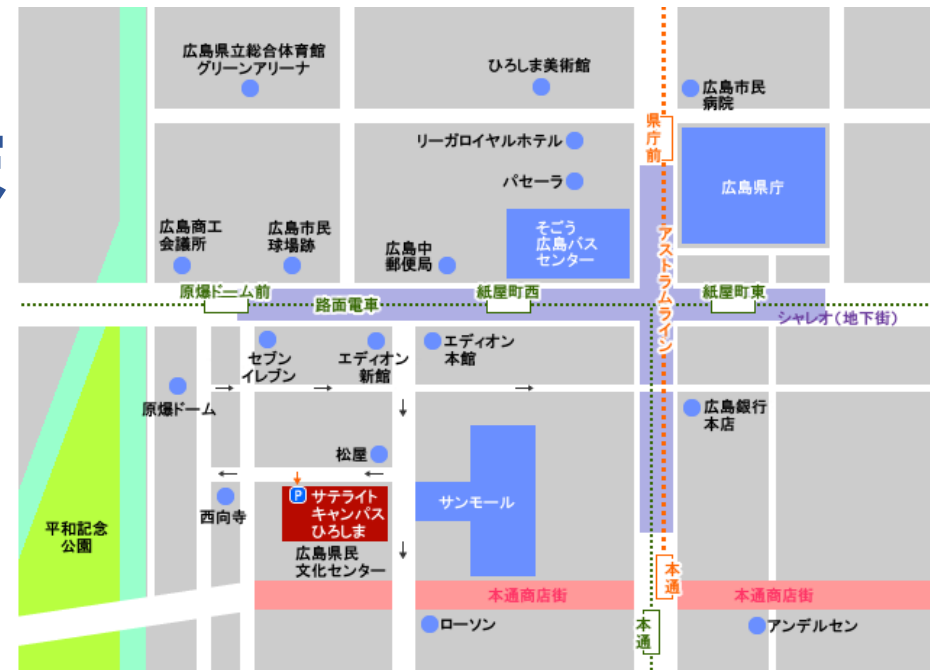 広島県立総合体育館
グリーンアリーナ
ひろしま美術館
広島市民
病院
リーガロイヤルホテル
県庁前
パセーラ
広島県庁
広島商工
会議所
広島市民
球場跡
広島中
郵便局
そごう
広島バス
センター
アストラムライン
原爆ドーム前
路面電車
紙屋町西
紙屋町東
シャレオ(地下街)
セブン
イレブン
エディオン
新館
エディオン
本館
原爆ドーム
広島銀行
本店
松屋
P
サテライト
キャンパス
ひろしま
サンモール
西向寺
平和記念
公園
広島県民
文化センター
本通
本通商店街
本通商店街
本通
ローソン
アンデルセン